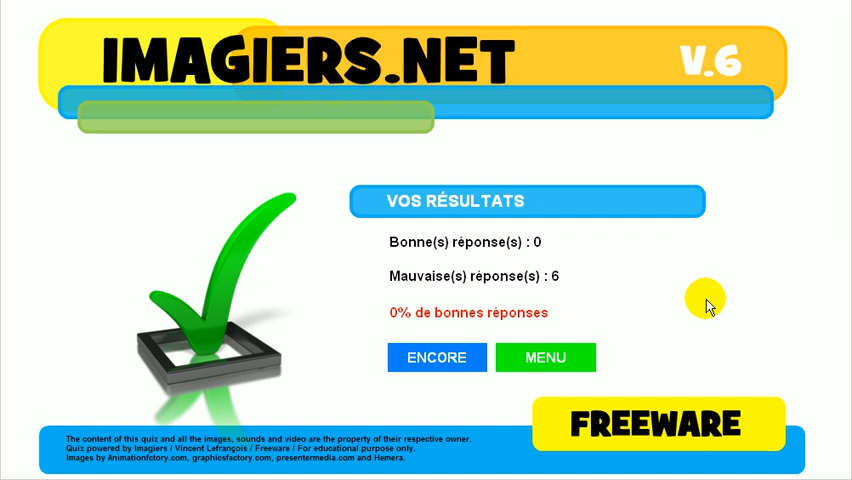 IMAGIERS.NET
V.6
VOS RÉSULTATS
Bonne(s) réponse(s) : 0
Mauvaise(s) réponse(s) : 6
0% de bonnes réponses
ENCORE
MENU
FREEWARE
The content of this quiz and all the images, sounds and video are the property of their respective owner.
Quiz powered by Imagiers / Vincent Lefrançois / Freeware / For educational purpose only.
Images by Animationfctory.com, graphicsfactory.com, presentermedia.com and Hemera.